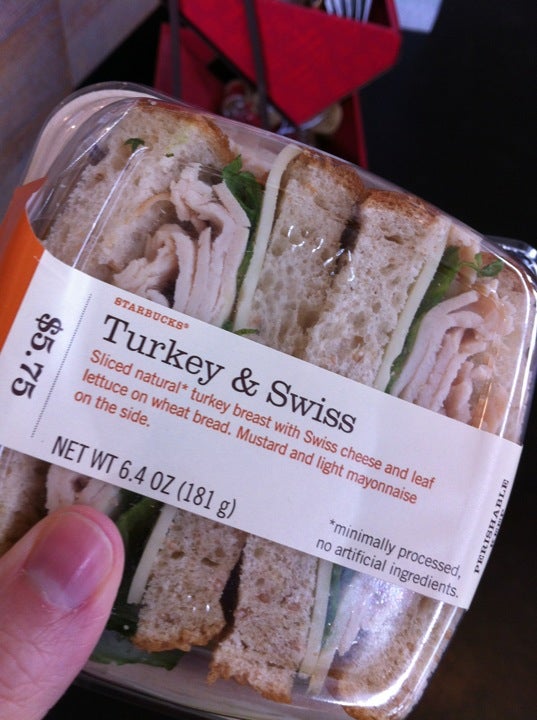 STARBUCKS®
Turkey & Swiss
Sliced natural* turkey breast with Swiss cheese and leaf
lettuce on wheat bread. Mustard and light mayonnaise
on the side.
$5.75
NET WT 6.4 OZ (181 g)
*minimally processed,
no artificial ingredients.
PERISHABLE